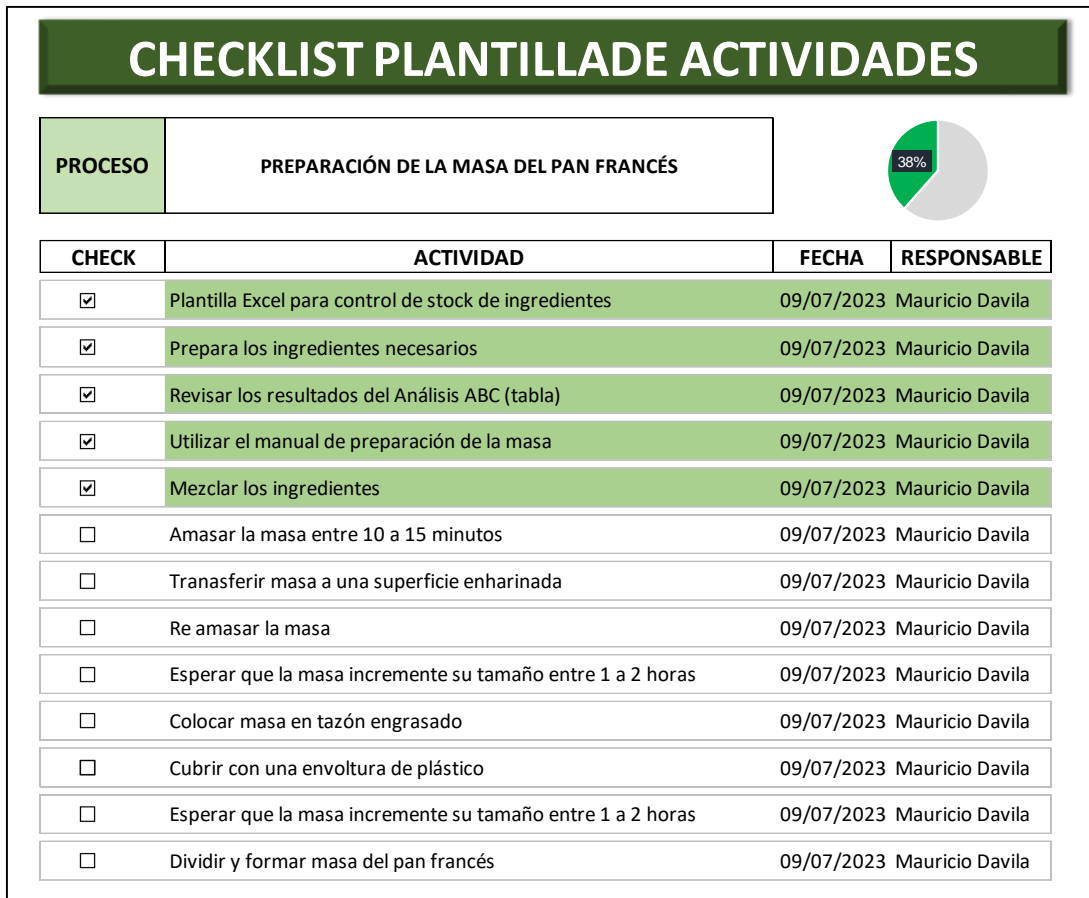 CHECKLIST PLANTILLADE ACTIVIDADES
PROCESO PREPARACIÓN DE LA MASA DEL PAN FRANCÉS 38%
CHECK ACTIVIDAD FECHA RESPONSABLE
Plantilla Excel para control de stock de ingredientes 09/07/2023 Mauricio Davila
Prepara los ingredientes necesarios 09/07/2023 Mauricio Davila
Revisar los resultados del Análisis ABC (tabla) 09/07/2023 Mauricio Davila
Utilizar el manual de preparación de la masa 09/07/2023 Mauricio Davila
Mezclar los ingredientes 09/07/2023 Mauricio Davila
Amasar la masa entre 10 a 15 minutos 09/07/2023 Mauricio Davila
Tranasferir masa a una superficie enharinada 09/07/2023 Mauricio Davila
Re amasar la masa 09/07/2023 Mauricio Davila
Esperar que la masa incremente su tamaño entre 1 a 2 horas 09/07/2023 Mauricio Davila
Colocar masa en tazón engrasado 09/07/2023 Mauricio Davila
Cubrir con una envoltura de plástico 09/07/2023 Mauricio Davila
Esperar que la masa incremente su tamaño entre 1 a 2 horas 09/07/2023 Mauricio Davila
Dividir y formar masa del pan francés 09/07/2023 Mauricio Davila